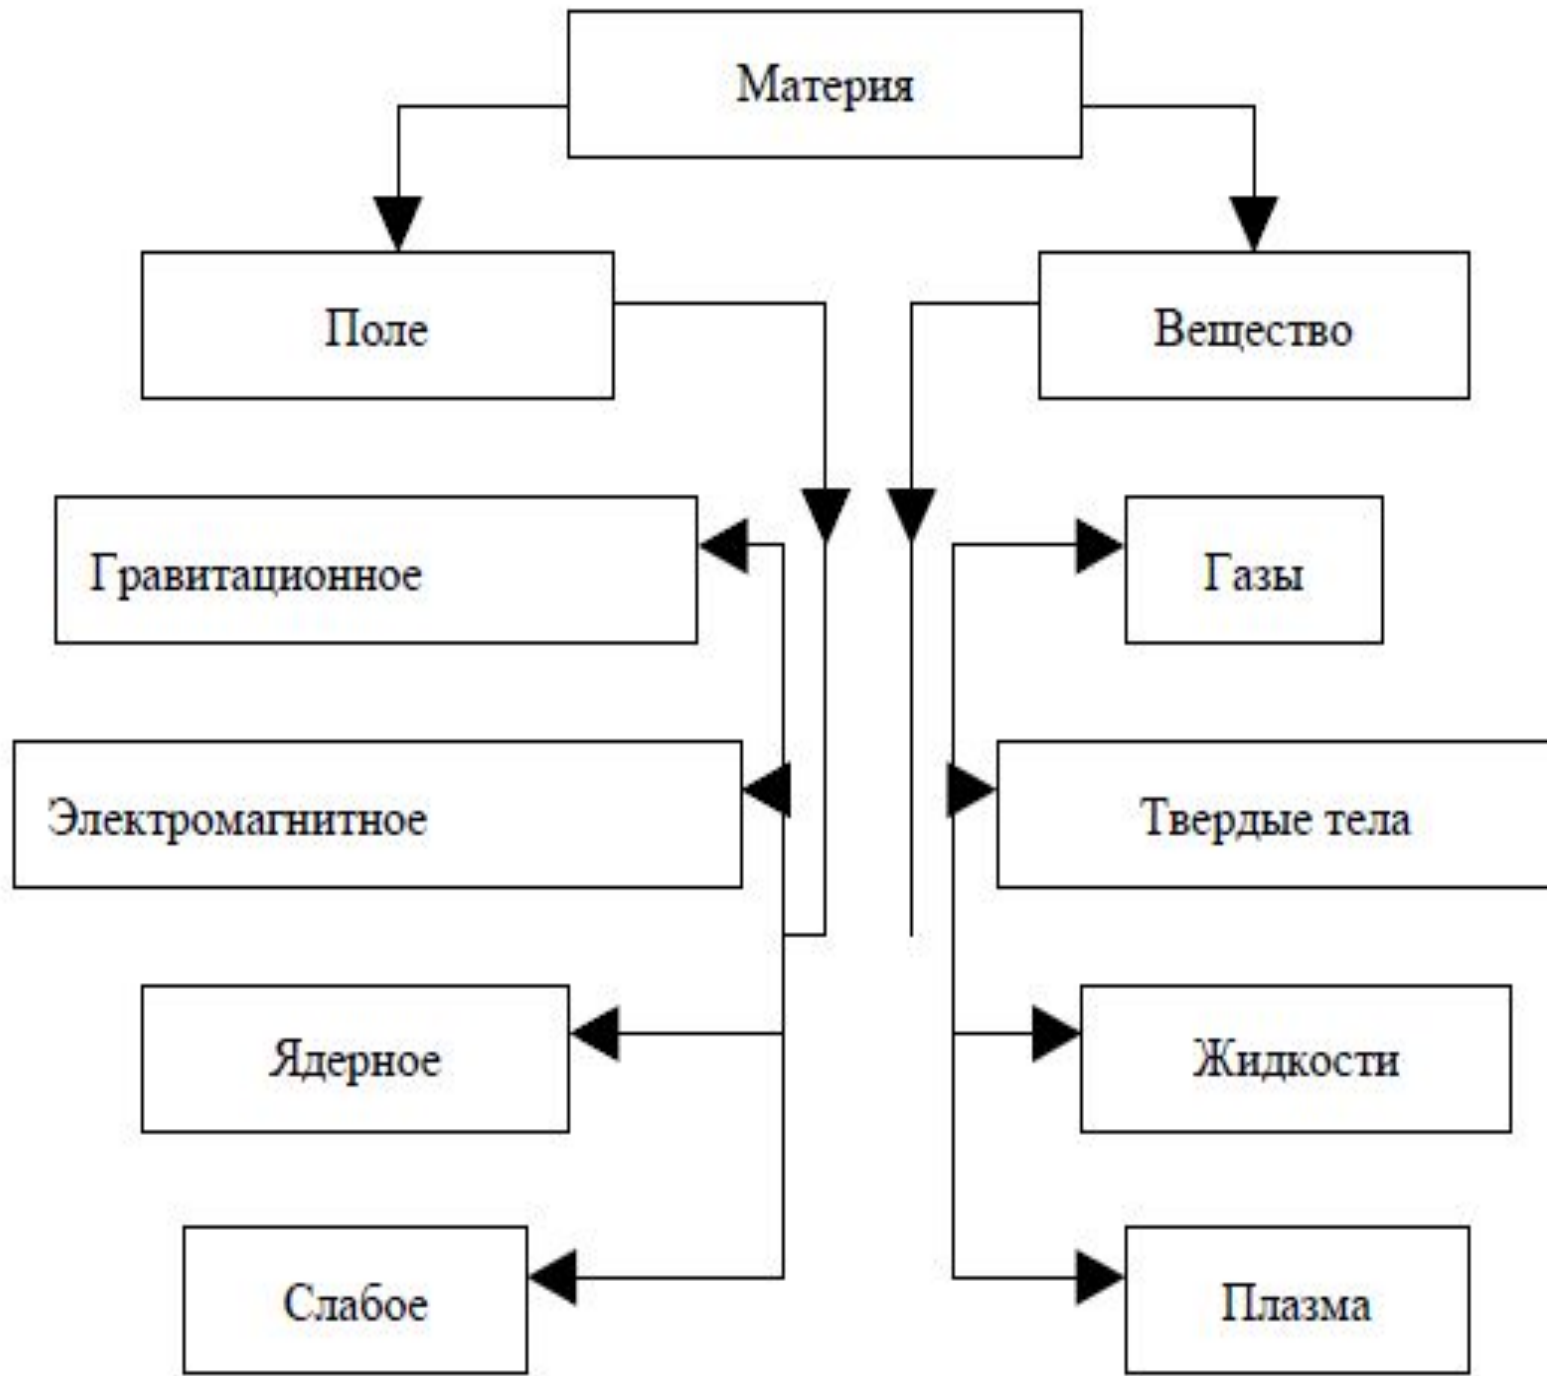 Материя
Поле
Вещество
Гравитационное
Газы
Электромагнитное
Твердые тела
Ядерное
Жидкости
Слабое
Плазма